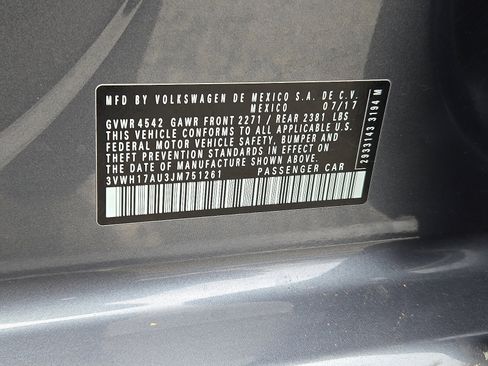 MFD BY VOLKSWAGEN DE MEXICO S.A. DE C.V.
MEXICO 07/17
GVWR 4542 GAWR FRONT 2271 / REAR 2381 LBS
THIS VEHICLE CONFORMS TO ALL APPLICABLE U.S.
FEDERAL MOTOR VEHICLE SAFETY, BUMPER AND
THEFT PREVENTION STANDARDS IN EFFECT ON
THE DATE OF MANUFACTURE SHOWN ABOVE.
3VWH17AU3JM751261 PASSENGER CAR
2933143 3194 M